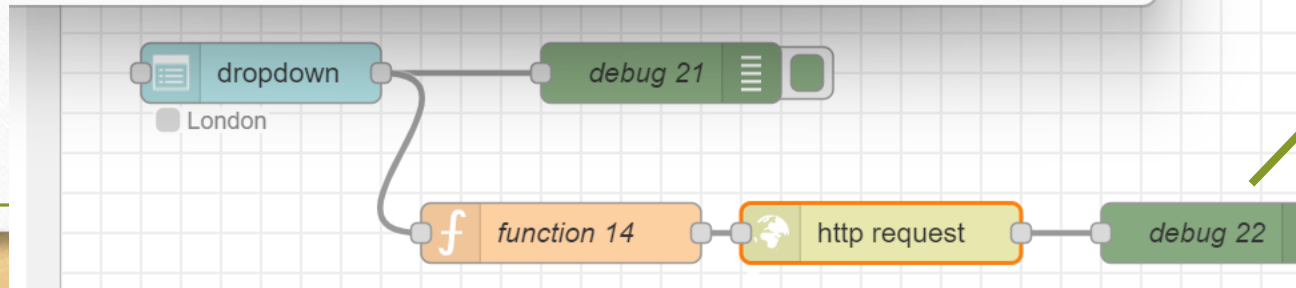 dropdown
debug 21
London
function 14
http request
debug 22